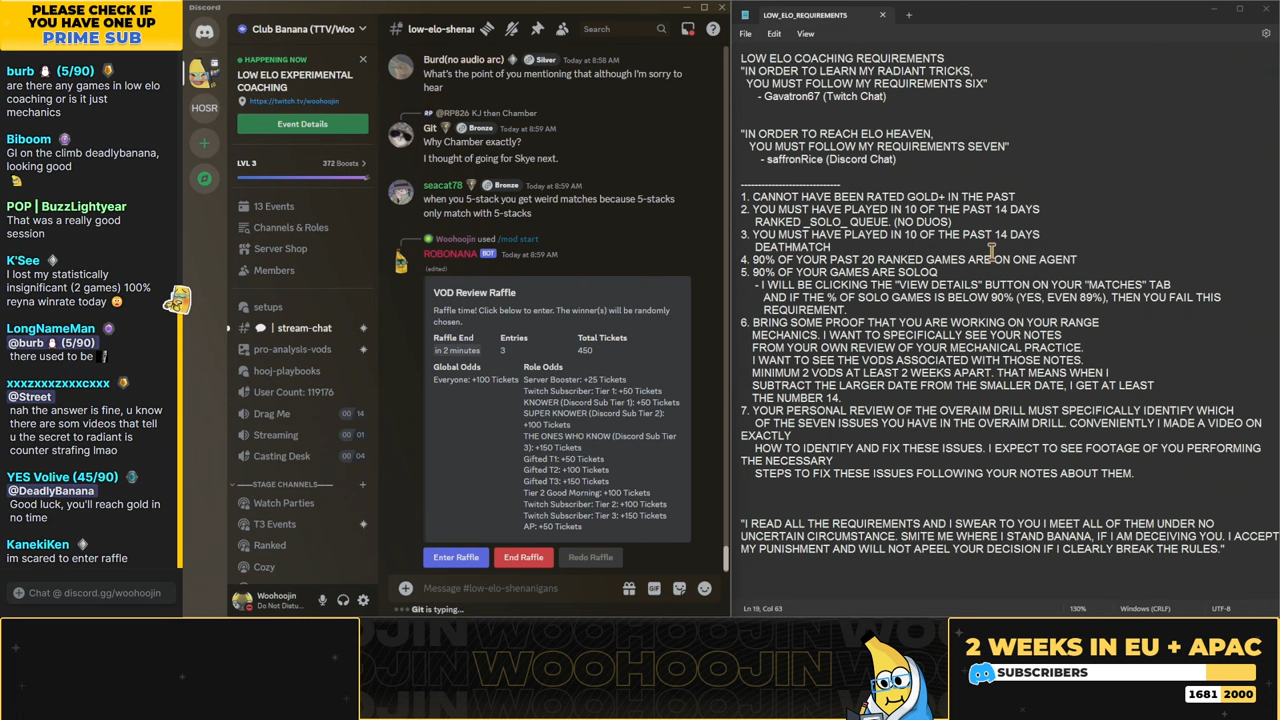 PLEASE CHECK IF
YOU HAVE ONE UP
PRIME SUB
burb (5/90)
are there any games in low elo
coaching or is it just
mechanics
Biboom
Gl on the climb deadlybanana,
looking good
POP | BuzzLightyear
That was a really good
session
K'See
I lost my statistically
insignificant (2 games) 100%
reyna winrate today
LongNameMan
@burb (5/90)
there used to be
xxxzxxxzxxxcxxx
@Street
nah the answer is fine, u know
there are som videos that tell
u the secret to radiant is
counter strafing lmao
YES Volive (45/90)
@DeadlyBanana
Good luck, you'll reach gold in
no time
KanekiKen
im scared to enter raffle
Chat @ discord.gg/woohoojin
Discord
HOSR
Club Banana (TTV/Woo
HAPPENING NOW
LOW ELO EXPERIMENTAL
COACHING
https://twitch.tv/woohoojin
Event Details
LVL 3
372 Boosts
13 Events
Channels & Roles
Server Shop
Members
setups
stream-chat
pro-analysis-vods
hooj-playbooks
User Count: 119176
Drag Me
00 14
Streaming
00 01
Casting Desk
00 04
STAGE CHANNELS
Watch Parties
T3 Events
Ranked
Cozy
Woohoojin
Do Not Distu...
low-elo-shenar
Search
Burd(no audio arc) Silver Today at 8:58 AM
What's the point of you mentioning that although I'm sorry to
hear
RP @RP826 KJ then Chamber
Git Bronze Today at 8:59 AM
Why Chamber exactly?
I thought of going for Skye next.
seacat78 Bronze Today at 8:59 AM
when you 5-stack you get weird matches because 5-stacks
only match with 5-stacks
Woohoojin used /mod start
ROBONANA BOT Today at 8:59 AM
(edited)
VOD Review Raffle
Raffle time! Click below to enter. The winner(s) will be randomly
chosen.
Raffle End Entries Total Tickets
in 2 minutes 3 450
Global Odds Role Odds
Everyone: +100 Tickets Server Booster: +25 Tickets
Twitch Subscriber: Tier 1: +50 Tickets
KNOWER (Discord Sub Tier 1): +50 Tickets
SUPER KNOWER (Discord Sub Tier 2):
+100 Tickets
THE ONES WHO KNOW (Discord Sub Tier
3): +150 Tickets
Gifted T1: +50 Tickets
Gifted T2: +100 Tickets
Gifted T3: +150 Tickets
Tier 2 Good Morning: +100 Tickets
Twitch Subscriber: Tier 2: +100 Tickets
Twitch Subscriber: Tier 3: +150 Tickets
AP: +50 Tickets
Enter Raffle End Raffle Redo Raffle
Message #low-elo-shenanigans
GIF
Git is typing...
LOW_ELO_REQUIREMENTS
File Edit View
LOW ELO COACHING REQUIREMENTS
"IN ORDER TO LEARN MY RADIANT TRICKS,
YOU MUST FOLLOW MY REQUIREMENTS SIX"
- Gavatron67 (Twitch Chat)
"IN ORDER TO REACH ELO HEAVEN,
YOU MUST FOLLOW MY REQUIREMENTS SEVEN"
- saffronRice (Discord Chat)
-----------------------------
1. CANNOT HAVE BEEN RATED GOLD+ IN THE PAST
2. YOU MUST HAVE PLAYED IN 10 OF THE PAST 14 DAYS
RANKED _SOLO_QUEUE. (NO DUOS)
3. YOU MUST HAVE PLAYED IN 10 OF THE PAST 14 DAYS
DEATHMATCH
4. 90% OF YOUR PAST 20 RANKED GAMES ARE ON ONE AGENT
5. 90% OF YOUR GAMES ARE SOLOQ
- I WILL BE CLICKING THE "VIEW DETAILS" BUTTON ON YOUR "MATCHES" TAB
AND IF THE % OF SOLO GAMES IS BELOW 90% (YES, EVEN 89%), THEN YOU FAIL THIS
REQUIREMENT.
6. BRING SOME PROOF THAT YOU ARE WORKING ON YOUR RANGE
MECHANICS. I WANT TO SPECIFICALLY SEE YOUR NOTES
FROM YOUR OWN REVIEW OF YOUR MECHANICAL PRACTICE.
I WANT TO SEE THE VODS ASSOCIATED WITH THOSE NOTES.
MINIMUM 2 VODS AT LEAST 2 WEEKS APART. THAT MEANS WHEN I
SUBTRACT THE LARGER DATE FROM THE SMALLER DATE, I GET AT LEAST
THE NUMBER 14.
7. YOUR PERSONAL REVIEW OF THE OVERAIM DRILL MUST SPECIFICALLY IDENTIFY WHICH
OF THE SEVEN ISSUES YOU HAVE IN THE OVERAIM DRILL. CONVENIENTLY I MADE A VIDEO ON
EXACTLY
HOW TO IDENTIFY AND FIX THESE ISSUES. I EXPECT TO SEE FOOTAGE OF YOU PERFORMING
THE NECESSARY
STEPS TO FIX THESE ISSUES FOLLOWING YOUR NOTES ABOUT THEM.
"I READ ALL THE REQUIREMENTS AND I SWEAR TO YOU I MEET ALL OF THEM UNDER NO
UNCERTAIN CIRCUMSTANCE. SMITE ME WHERE I STAND BANANA, IF I AM DECEIVING YOU. I ACCEPT
MY PUNISHMENT AND WILL NOT APEEL YOUR DECISION IF I CLEARLY BREAK THE RULES."
Ln 19, Col 63
130%
Windows (CRLF)
UTF-8
WOOHOOJIN
2 WEEKS IN EU + APAC
SUBSCRIBERS
1681 2000